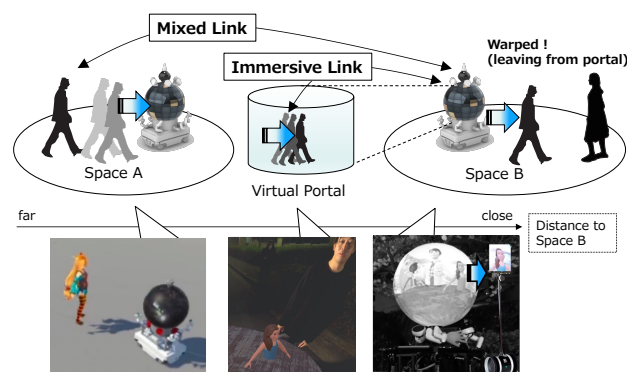 Mixed Link
Warped !
(leaving from portal)
Immersive Link
Space A
Virtual Portal
Space B
far
close
Distance to
Space B